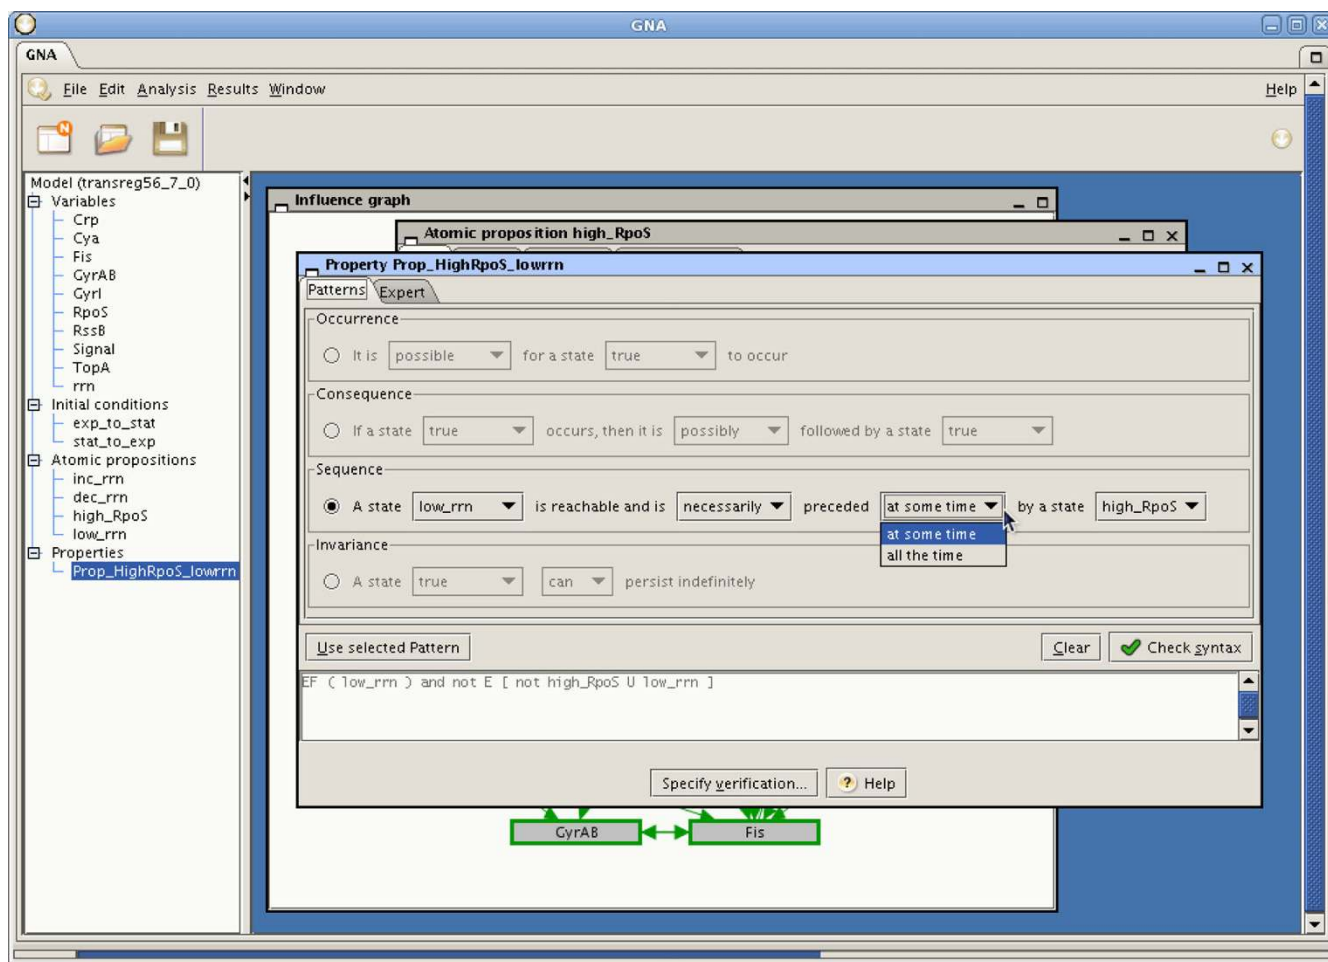 GNA
GNA
File Edit Analysis Results Window Help
N
Model (transreg56_7_0)
Variables
Crp
Cya
Fis
GyrAB
GyrI
RpoS
RssB
Signal
TopA
rrn
Initial conditions
exp_to_stat
stat_to_exp
Atomic propositions
inc_rrn
dec_rrn
high_RpoS
low_rrn
Properties
Prop_HighRpoS_lowrrn
Influence graph
Atomic proposition high_RpoS
Property Prop_HighRpoS_lowrrn
Patterns Expert
Occurrence
It is possible for a state true to occur
Consequence
If a state true occurs, then it is possibly followed by a state true
Sequence
A state low_rrn is reachable and is necessarily preceded at some time by a state high_RpoS
at some time
all the time
Invariance
A state true can persist indefinitely
Use selected Pattern Clear Check syntax
EF ( low_rrn ) and not E [ not high_RpoS U low_rrn ]
Specify verification... ? Help
GyrAB Fis